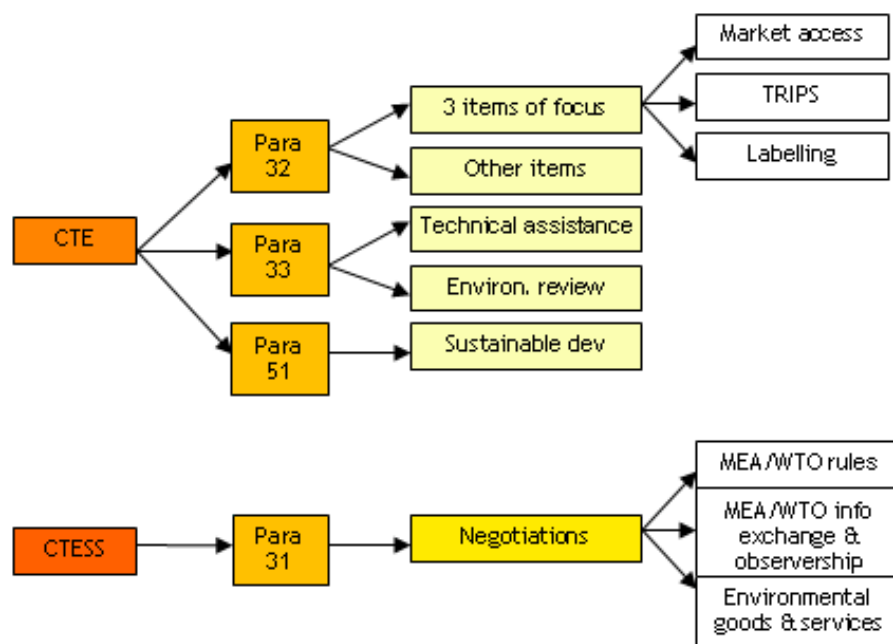 Market access
3 items of focus
TRIPS
Para
32
Labelling
Other items
CTE
Technical assistance
Para
33
Environ. review
Para
51
Sustainable dev
MEA/WTO rules
CTESS
Para
31
Negotiations
MEA/WTO info
exchange &
observership
Environmental
goods & services